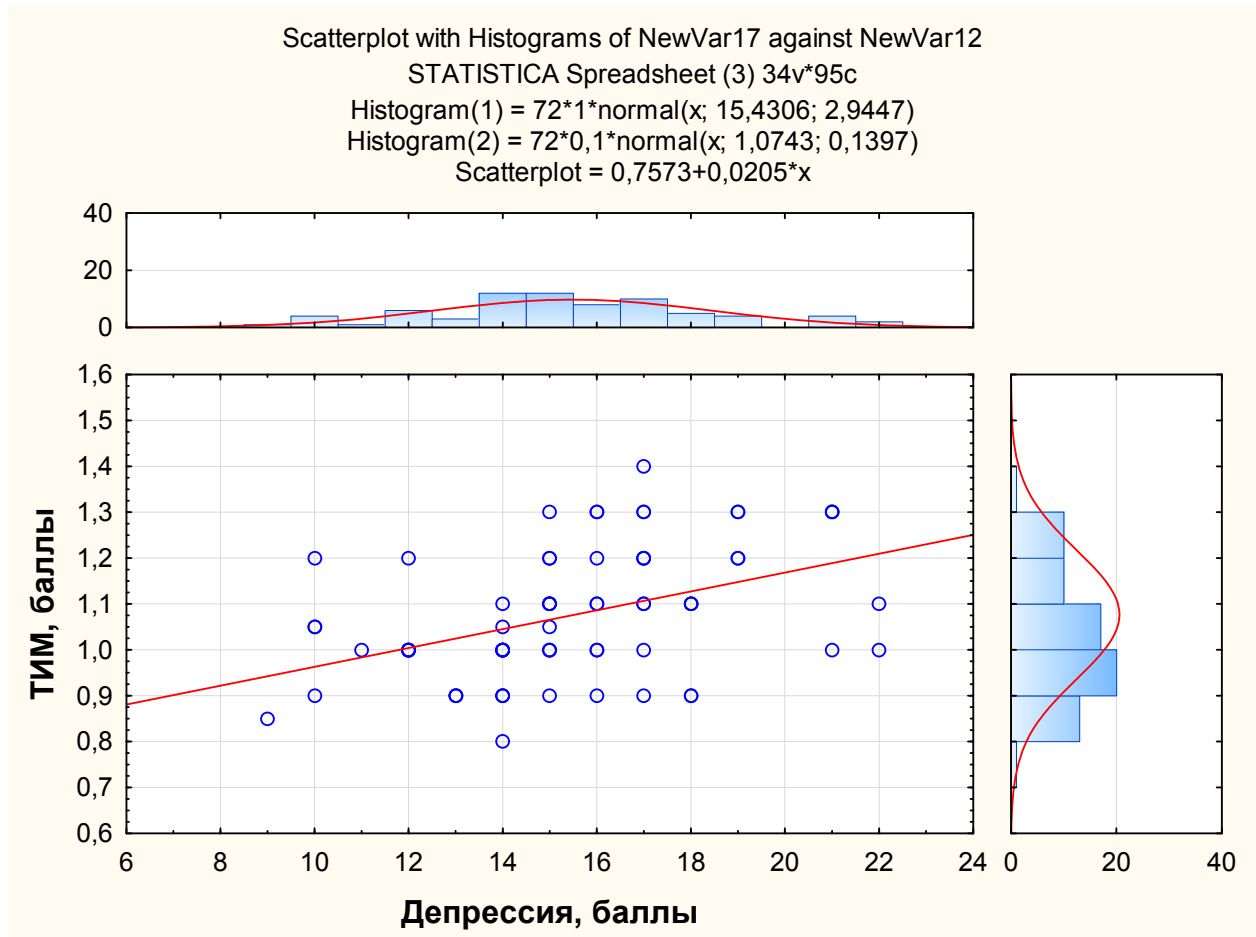 Scatterplot with Histograms of NewVar17 against NewVar12
STATISTICA Spreadsheet (3) 34v*95c
Histogram(1) = 72*1*normal(x; 15,4306; 2,9447)
Histogram(2) = 72*0,1*normal(x; 1,0743; 0,1397)
Scatterplot = 0,7573+0,0205*x
40
20
0
1,6
1,5
1,4
1,3
1,2
1,1
1,0
0,9
0,8
0,7
0,6
ТИМ, баллы
6 8 10 12 14 16 18 20 22 24
0 20 40
Депрессия, баллы